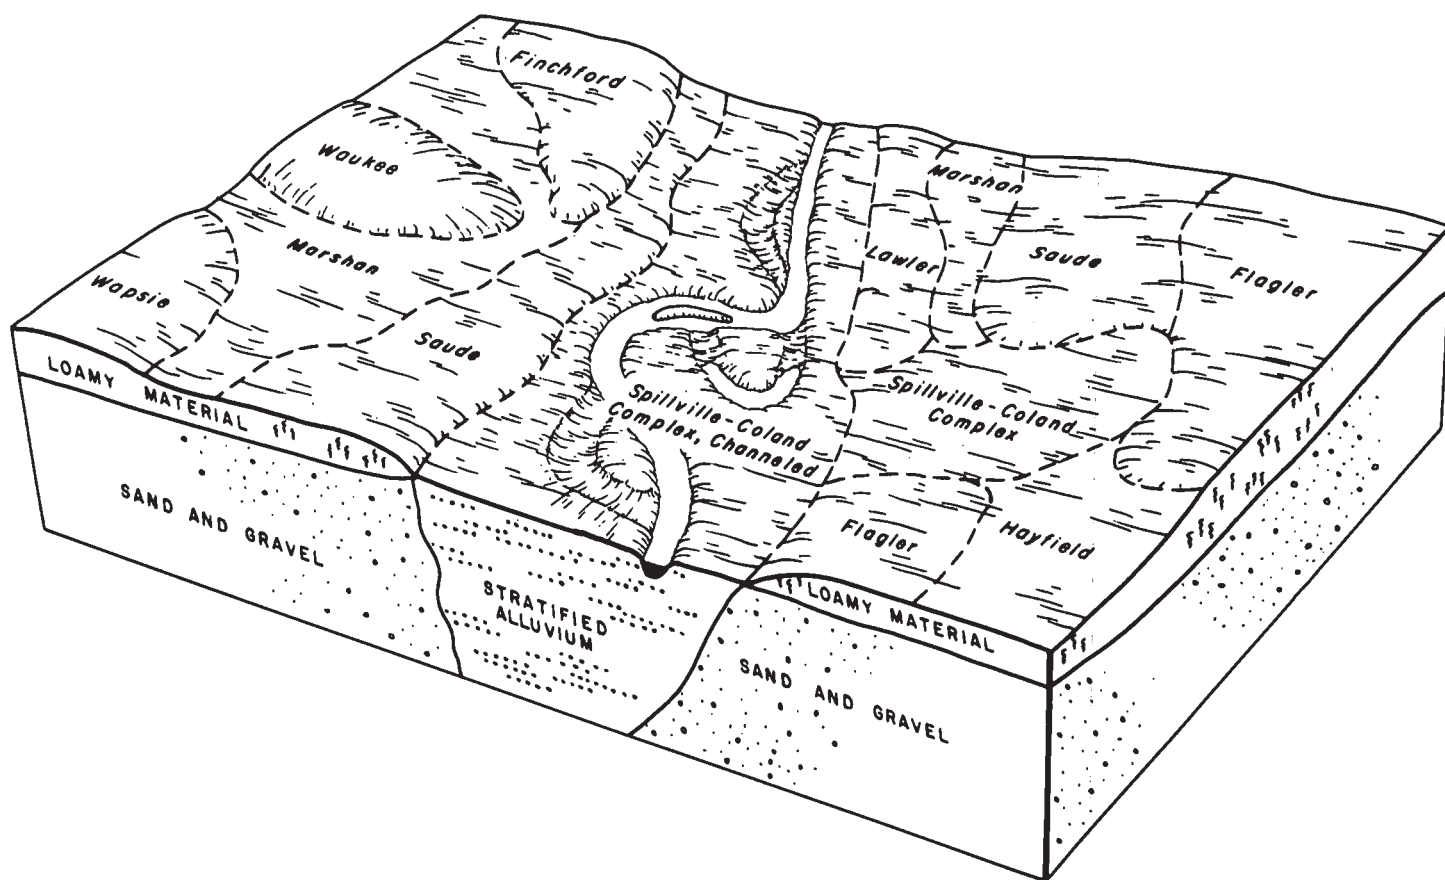 Finchford
Waukee
Marshan
Wapsie
Marshan
Lawler
Saude
Flagler
Saude
Spillville-Coland
Complex, Channeled
Spillville-Coland
Complex
Flagler
Hayfield
LOAMY
MATERIAL
SAND AND GRAVEL
STRATIFIED
ALLUVIUM
LOAMY MATERIAL
SAND AND GRAVEL